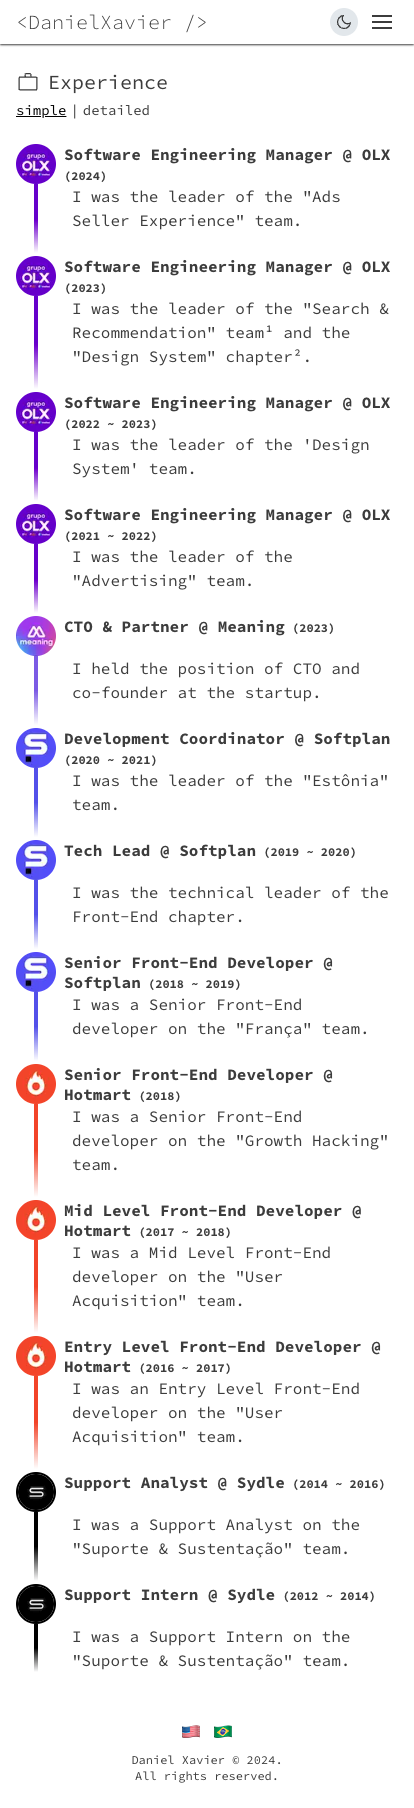 <DanielXavier />
Experience
simple | detailed
grupo
OLX
Software Engineering Manager @ OLX
(2024)
I was the leader of the "Ads
Seller Experience" team.
grupo
OLX
Software Engineering Manager @ OLX
(2023)
I was the leader of the "Search &
Recommendation" team¹ and the
"Design System" chapter².
grupo
OLX
Software Engineering Manager @ OLX
(2022 ~ 2023)
I was the leader of the 'Design
System' team.
grupo
OLX
Software Engineering Manager @ OLX
(2021 ~ 2022)
I was the leader of the
"Advertising" team.
meaning
CTO & Partner @ Meaning (2023)
I held the position of CTO and
co-founder at the startup.
Development Coordinator @ Softplan
(2020 ~ 2021)
I was the leader of the "Estônia"
team.
Tech Lead @ Softplan (2019 ~ 2020)
I was the technical leader of the
Front-End chapter.
Senior Front-End Developer @
Softplan (2018 ~ 2019)
I was a Senior Front-End
developer on the "França" team.
Senior Front-End Developer @
Hotmart (2018)
I was a Senior Front-End
developer on the "Growth Hacking"
team.
Mid Level Front-End Developer @
Hotmart (2017 ~ 2018)
I was a Mid Level Front-End
developer on the "User
Acquisition" team.
Entry Level Front-End Developer @
Hotmart (2016 ~ 2017)
I was an Entry Level Front-End
developer on the "User
Acquisition" team.
Support Analyst @ Sydle (2014 ~ 2016)
I was a Support Analyst on the
"Suporte & Sustentação" team.
Support Intern @ Sydle (2012 ~ 2014)
I was a Support Intern on the
"Suporte & Sustentação" team.
Daniel Xavier © 2024.
All rights reserved.